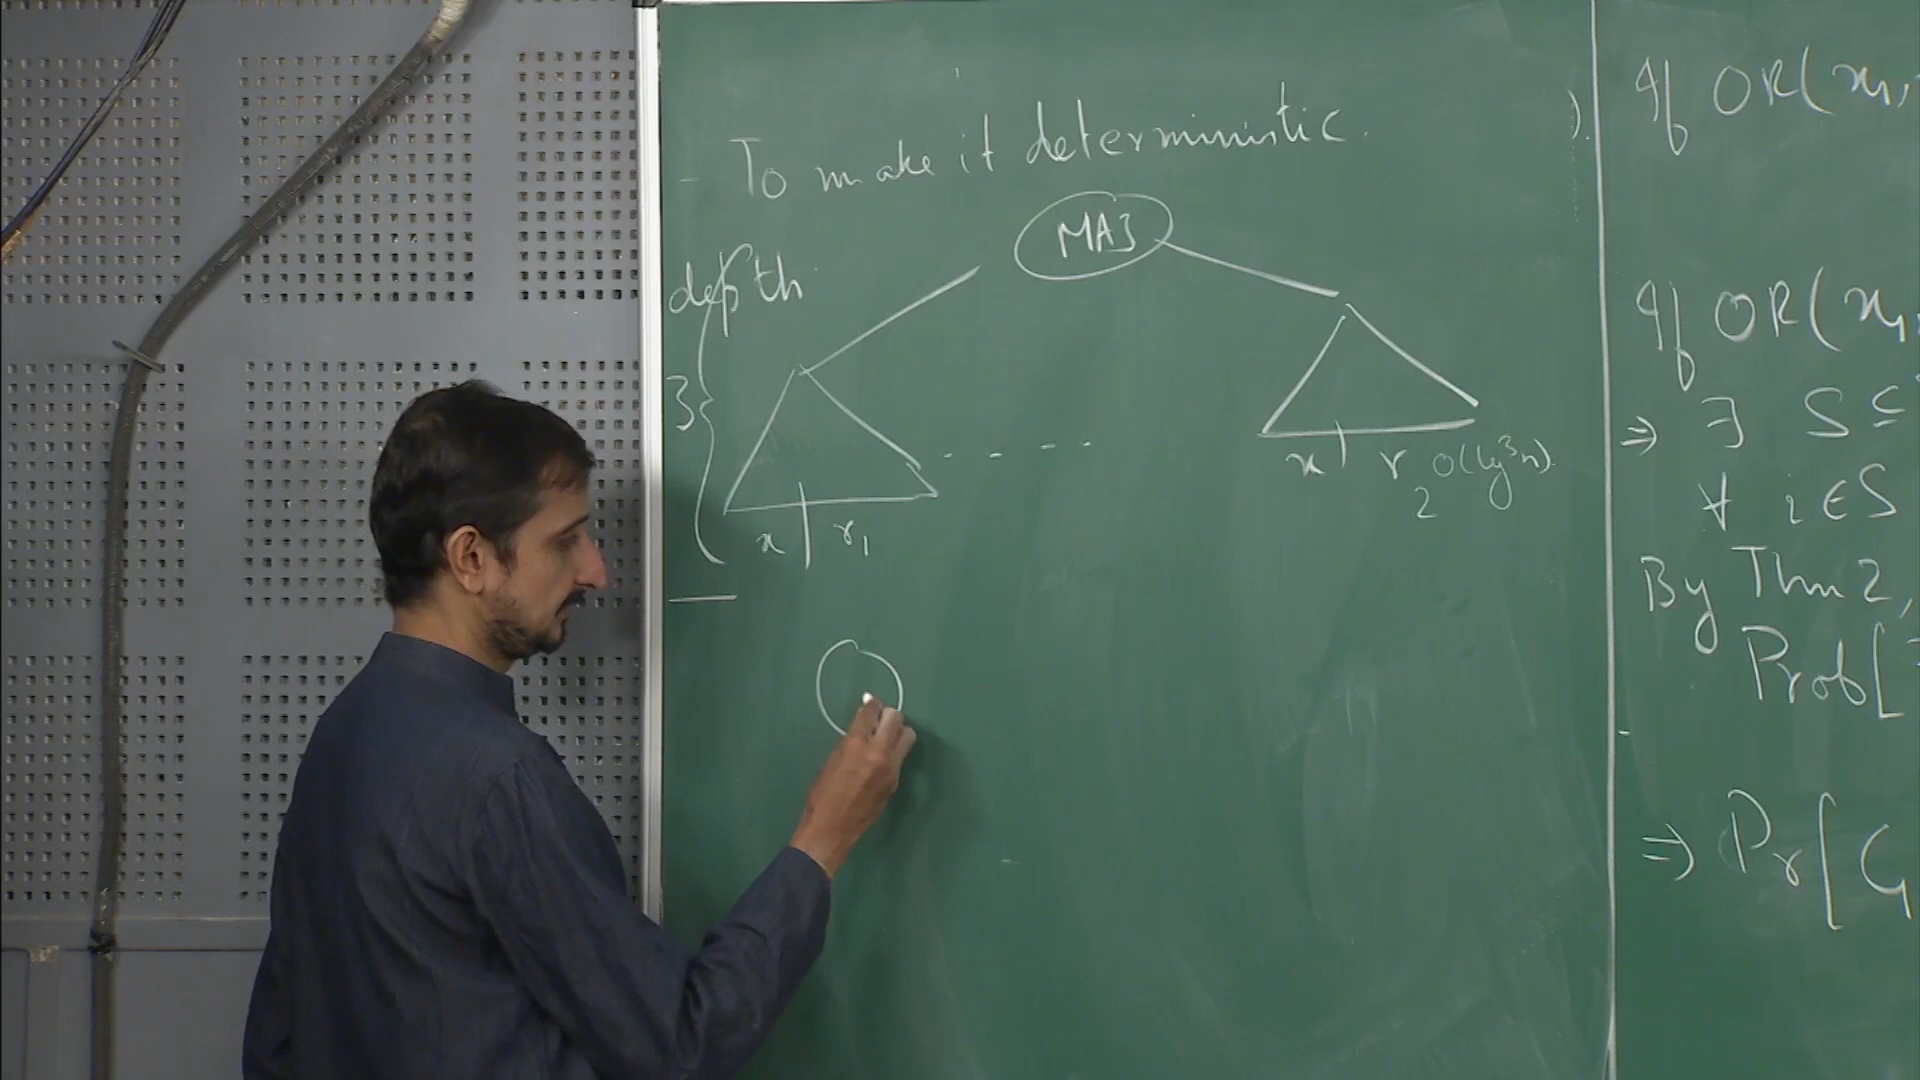 - To make it deterministic.
MAJ
depth
3
x | r₁
- - - -
x | r 2^O(lg³n)
).
If OR(x₁,
If OR(x₁,
⇒ ∃ S ⊆
∀ i ∈ S
By Thm 2,
Prob[
⇒ Pr[ C